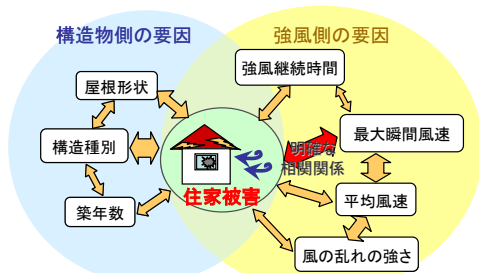 構造物側の要因
強風側の要因
強風継続時間
屋根形状
最大瞬間風速
構造種別
明確な
相関関係
住家被害
築年数
平均風速
風の乱れの強さ